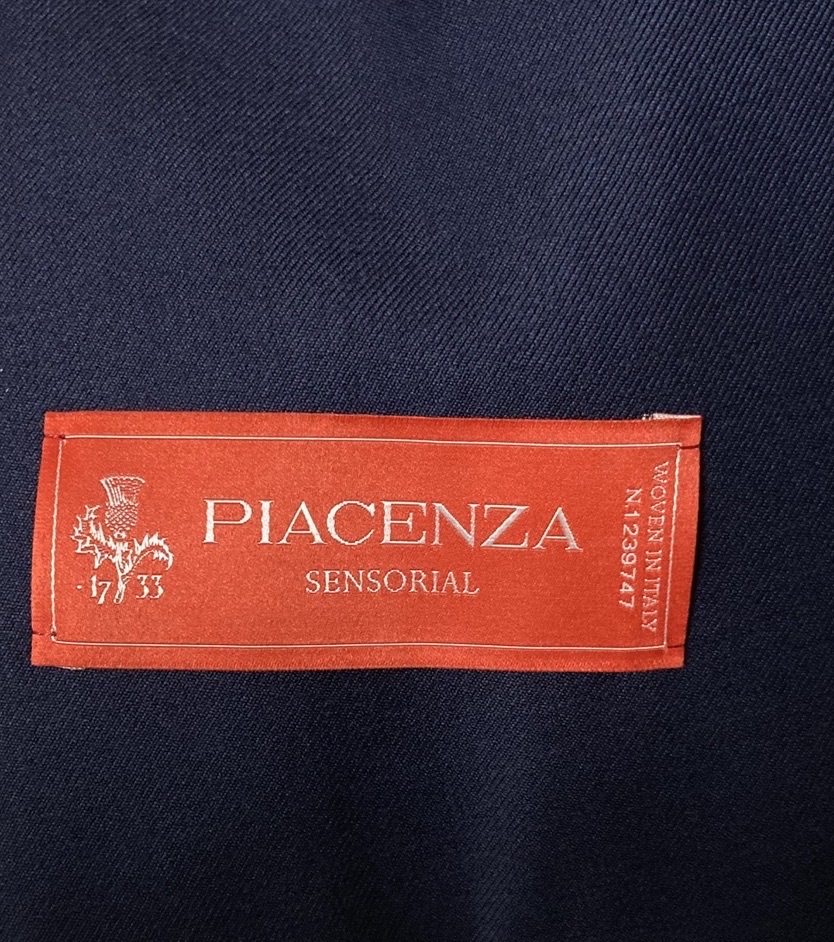 PIACENZA
SENSORIAL
·17 33
WOVEN IN ITALY
N.1239747